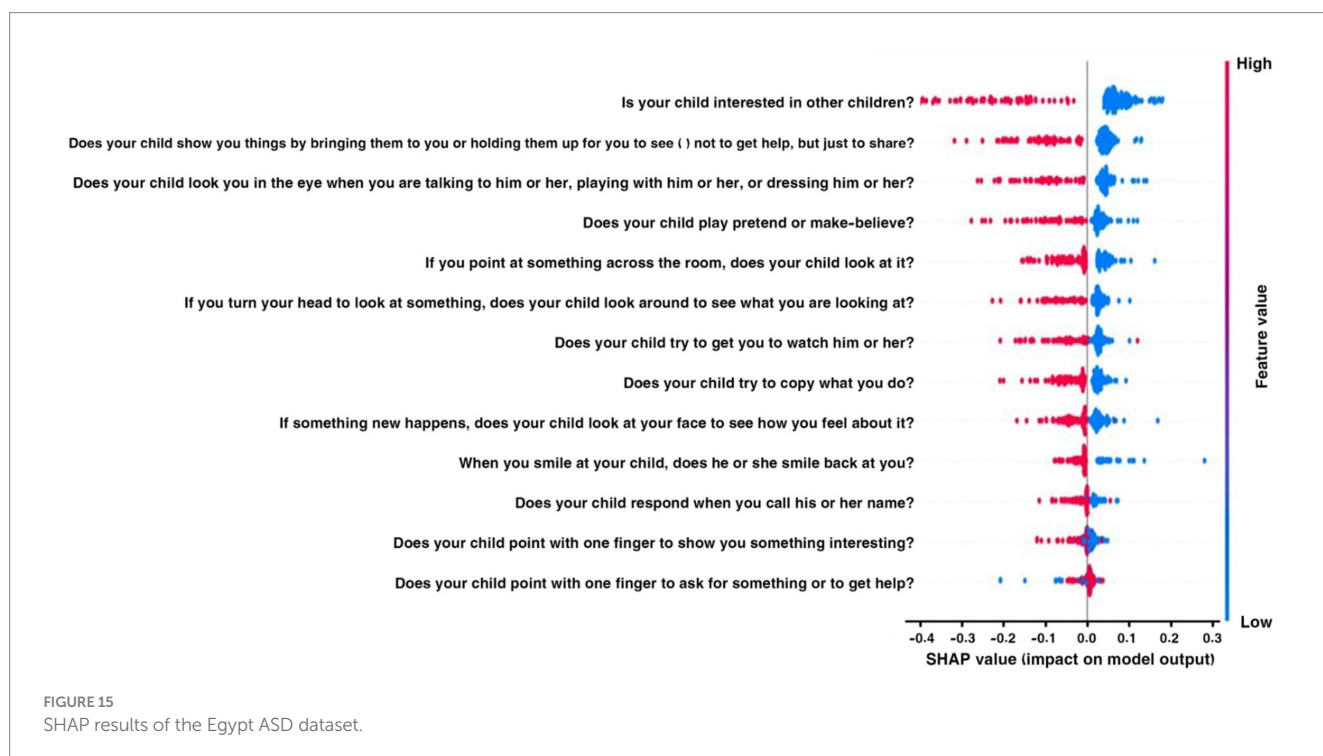 High
Is your child interested in other children?
Does your child show you things by bringing them to you or holding them up for you to see ( ) not to get help, but just to share?
Does your child look you in the eye when you are talking to him or her, playing with him or her, or dressing him or her?
Does your child play pretend or make-believe?
If you point at something across the room, does your child look at it?
If you turn your head to look at something, does your child look around to see what you are looking at?
Does your child try to get you to watch him or her?
Does your child try to copy what you do?
If something new happens, does your child look at your face to see how you feel about it?
When you smile at your child, does he or she smile back at you?
Does your child respond when you call his or her name?
Does your child point with one finger to show you something interesting?
Does your child point with one finger to ask for something or to get help?
Feature value
Low
-0.4 -0.3 -0.2 -0.1 0.0 0.1 0.2 0.3
SHAP value (impact on model output)
FIGURE 15
SHAP results of the Egypt ASD dataset.